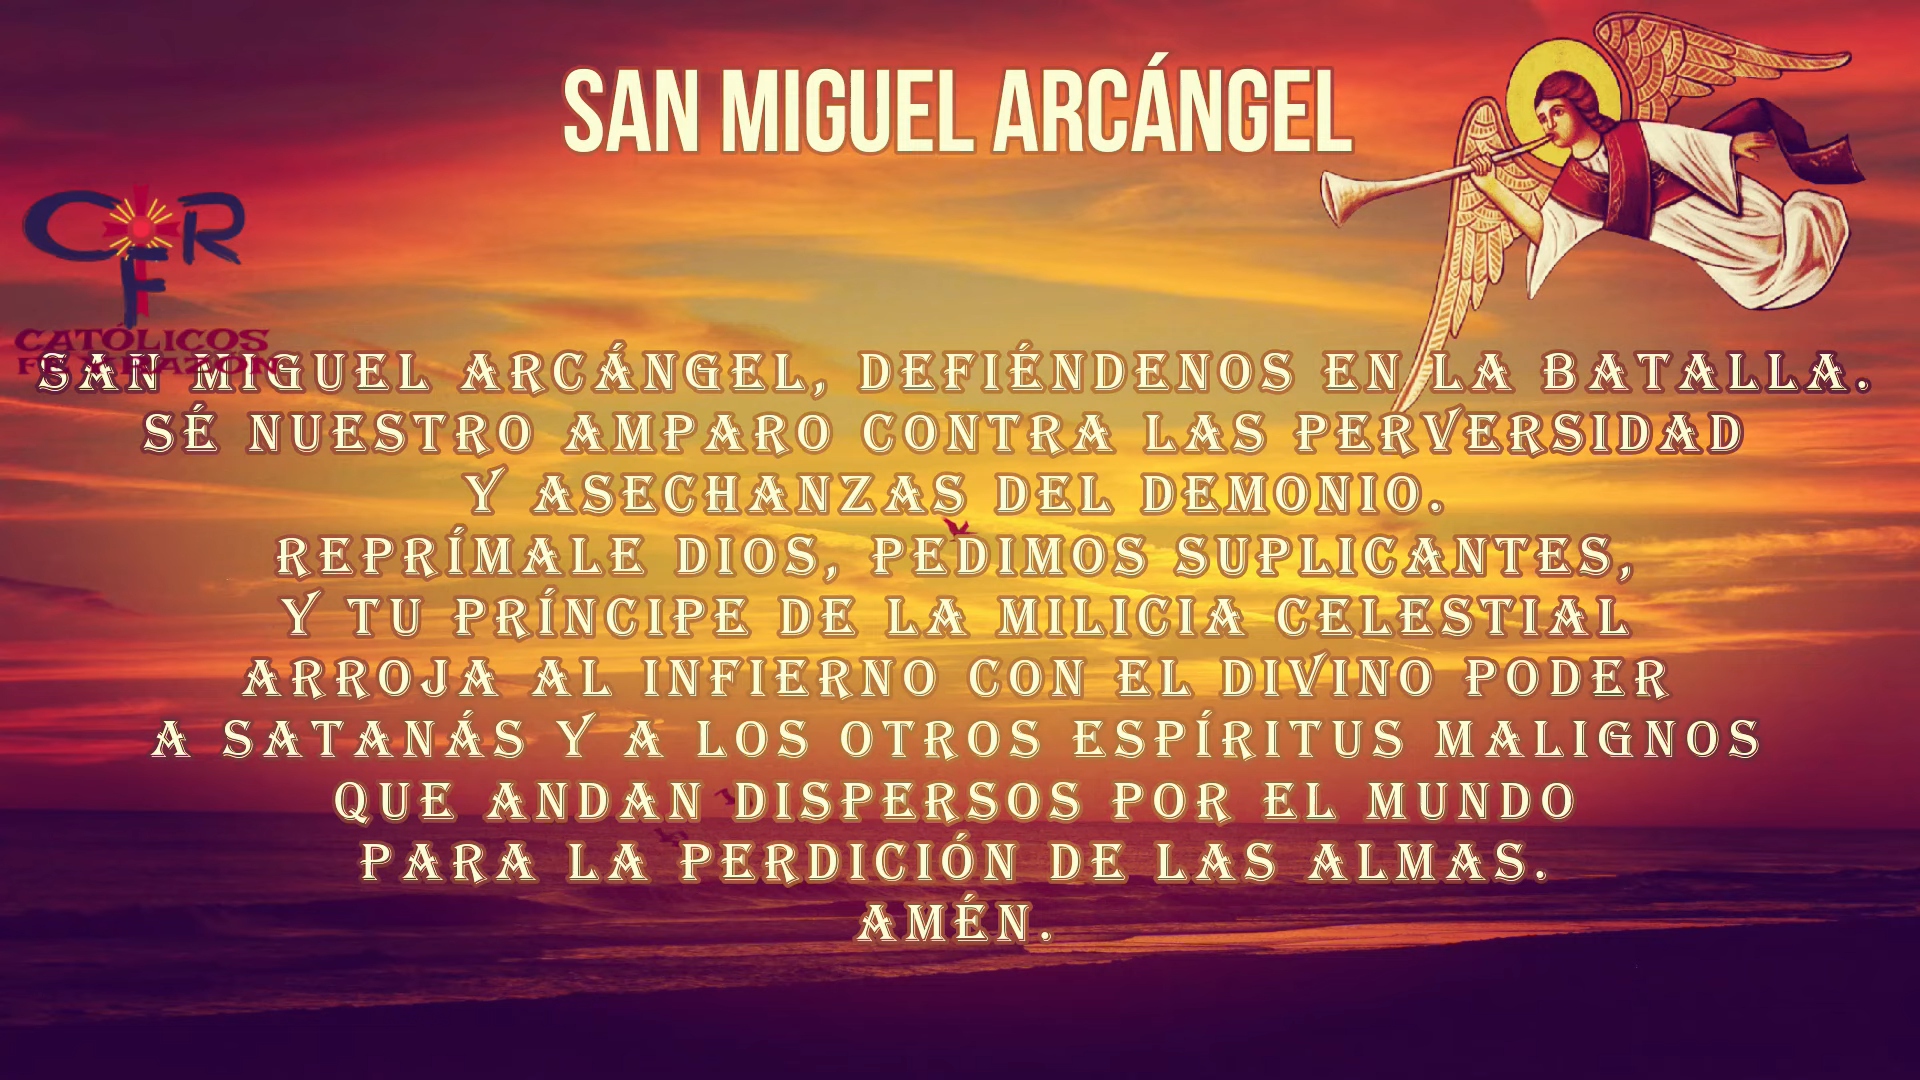 SAN MIGUEL ARCÁNGEL
CFR
CATÓLICOS
FE Y RAZÓN
SAN MIGUEL ARCÁNGEL, DEFIÉNDENOS EN LA BATALLA.
SÉ NUESTRO AMPARO CONTRA LAS PERVERSIDAD
Y ASECHANZAS DEL DEMONIO.
REPRÍMALE DIOS, PEDIMOS SUPLICANTES,
Y TU PRÍNCIPE DE LA MILICIA CELESTIAL
ARROJA AL INFIERNO CON EL DIVINO PODER
A SATANÁS Y A LOS OTROS ESPÍRITUS MALIGNOS
QUE ANDAN DISPERSOS POR EL MUNDO
PARA LA PERDICIÓN DE LAS ALMAS.
AMÉN.